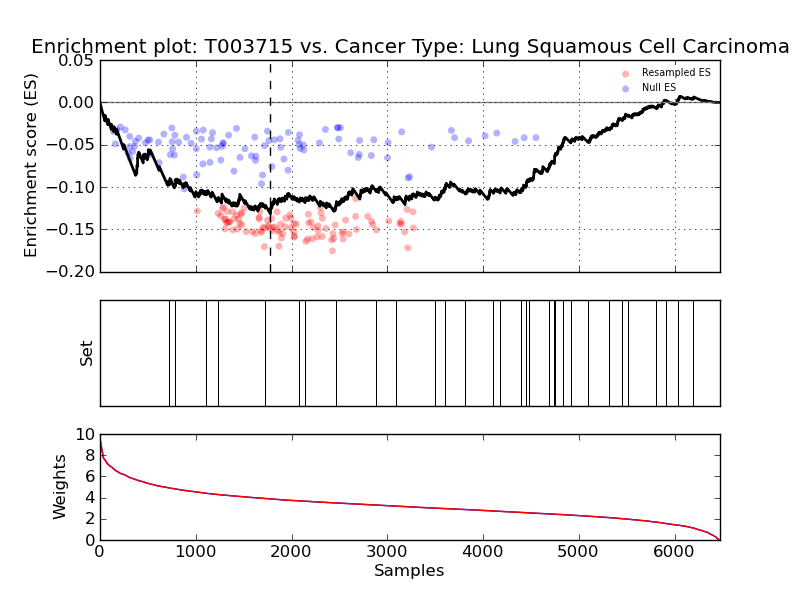 Enrichment plot: T003715 vs. Cancer Type: Lung Squamous Cell Carcinoma
0.05
0.00
−0.05
−0.10
−0.15
−0.20
Enrichment score (ES)
Resampled ES
Null ES
Set
10
8
6
4
2
0
Weights
0 1000 2000 3000 4000 5000 6000
Samples